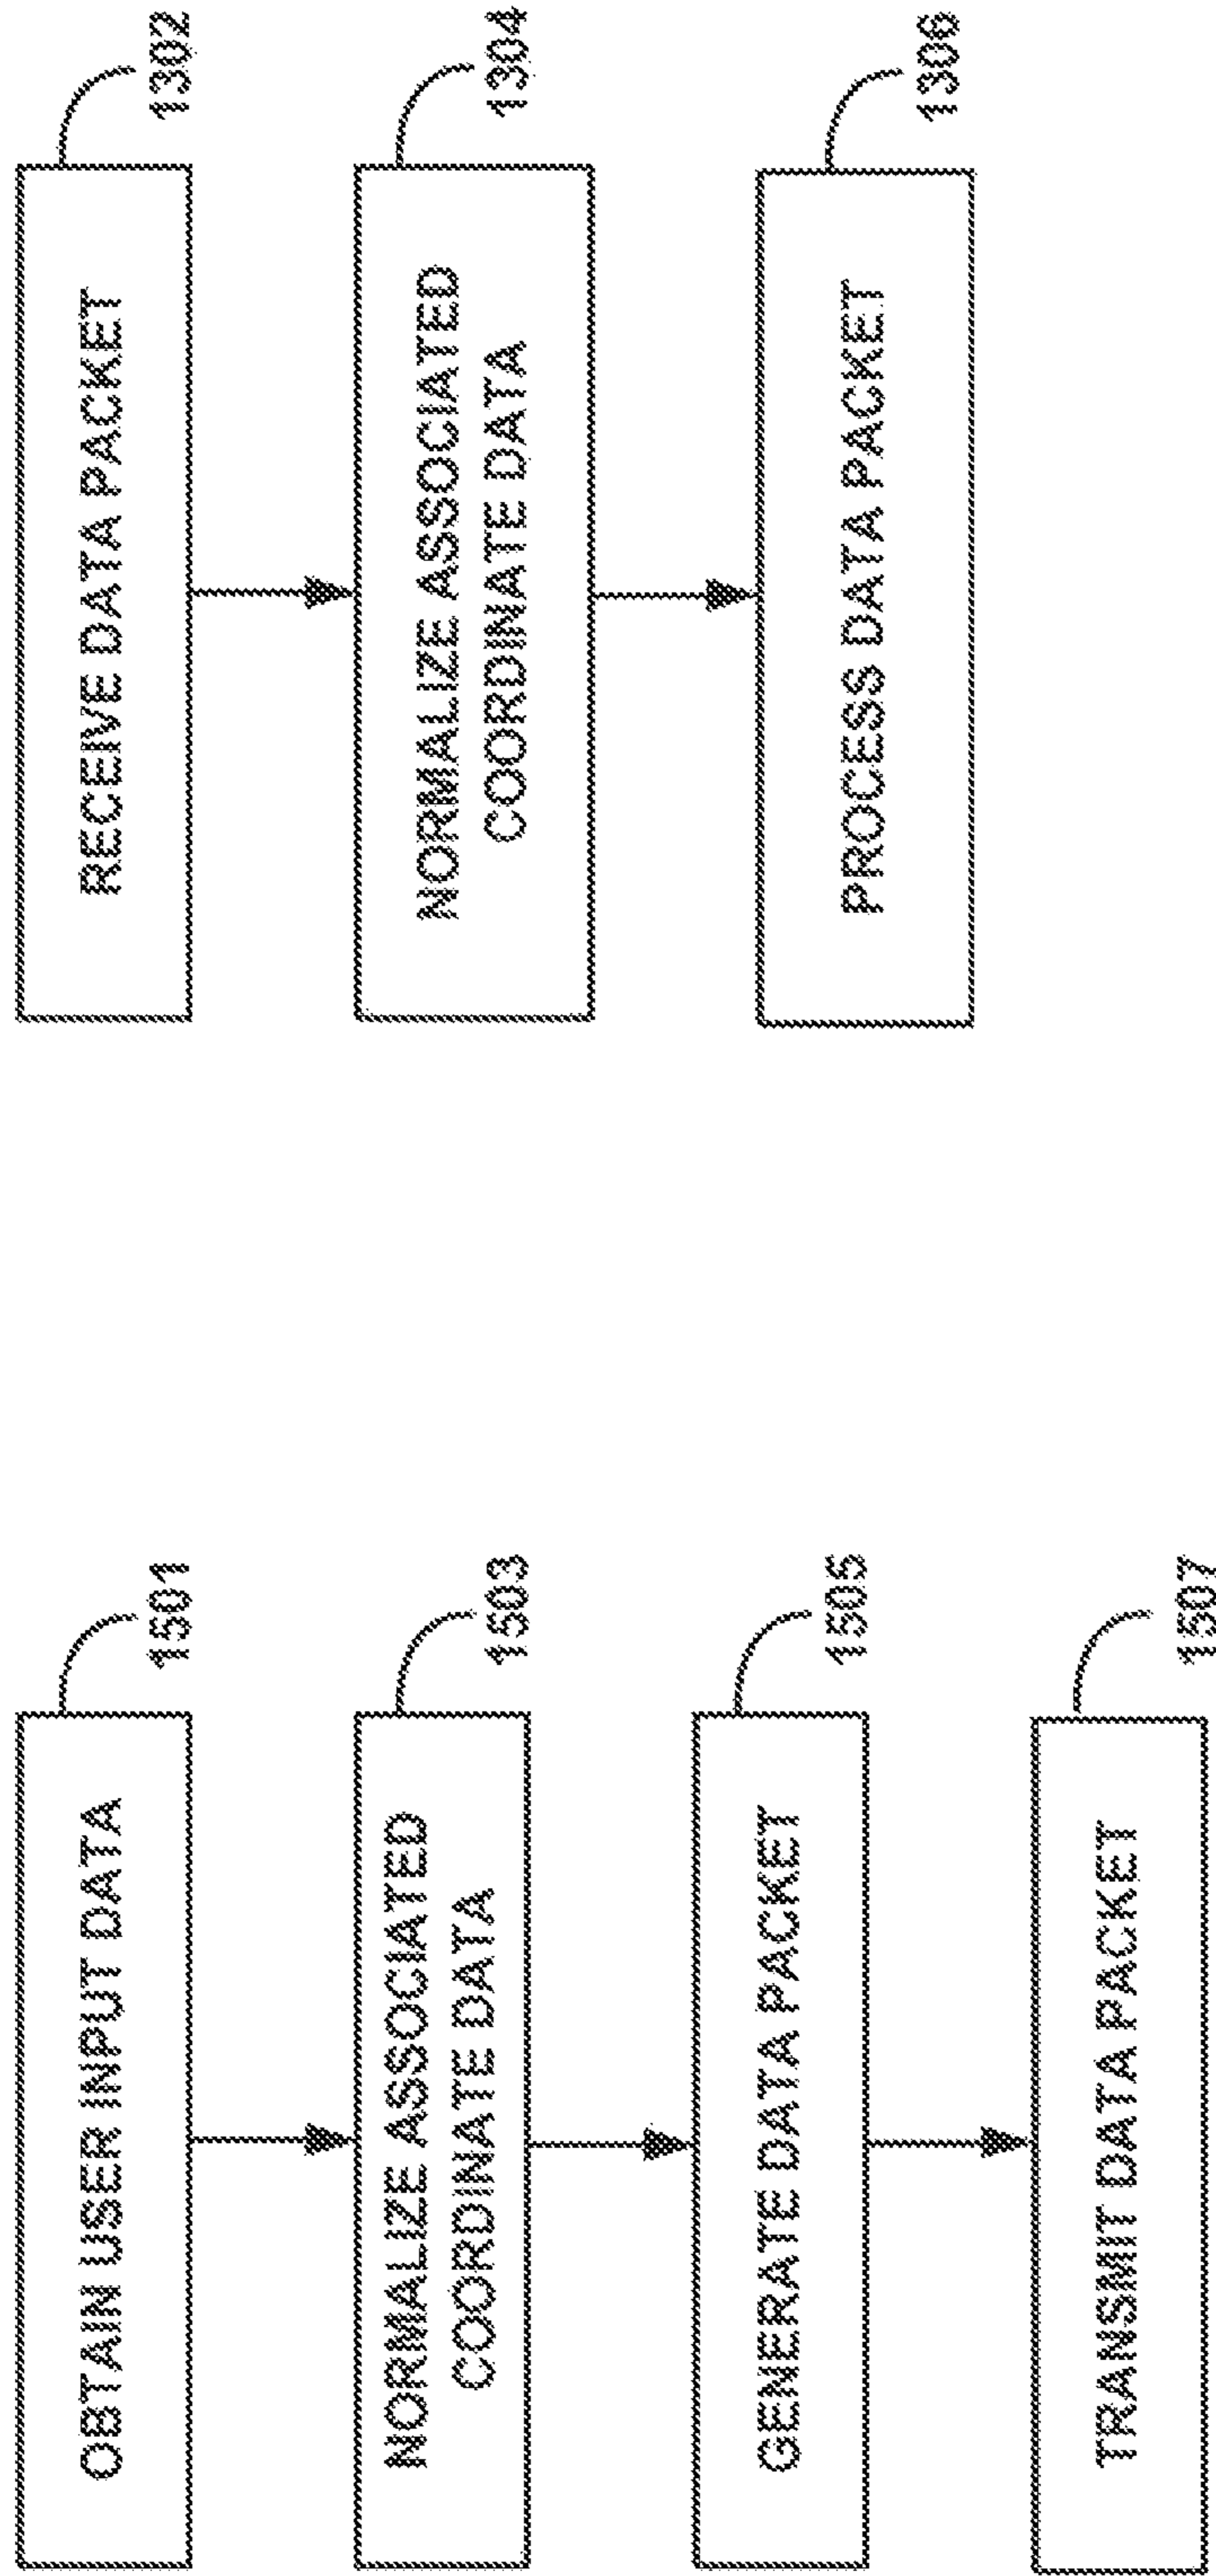 OBTAIN USER INPUT DATA
1501
NORMALIZE ASSOCIATED
COORDINATE DATA
1503
GENERATE DATA PACKET
1505
TRANSMIT DATA PACKET
1507
RECEIVE DATA PACKET
1302
NORMALIZE ASSOCIATED
COORDINATE DATA
1304
PROCESS DATA PACKET
1306